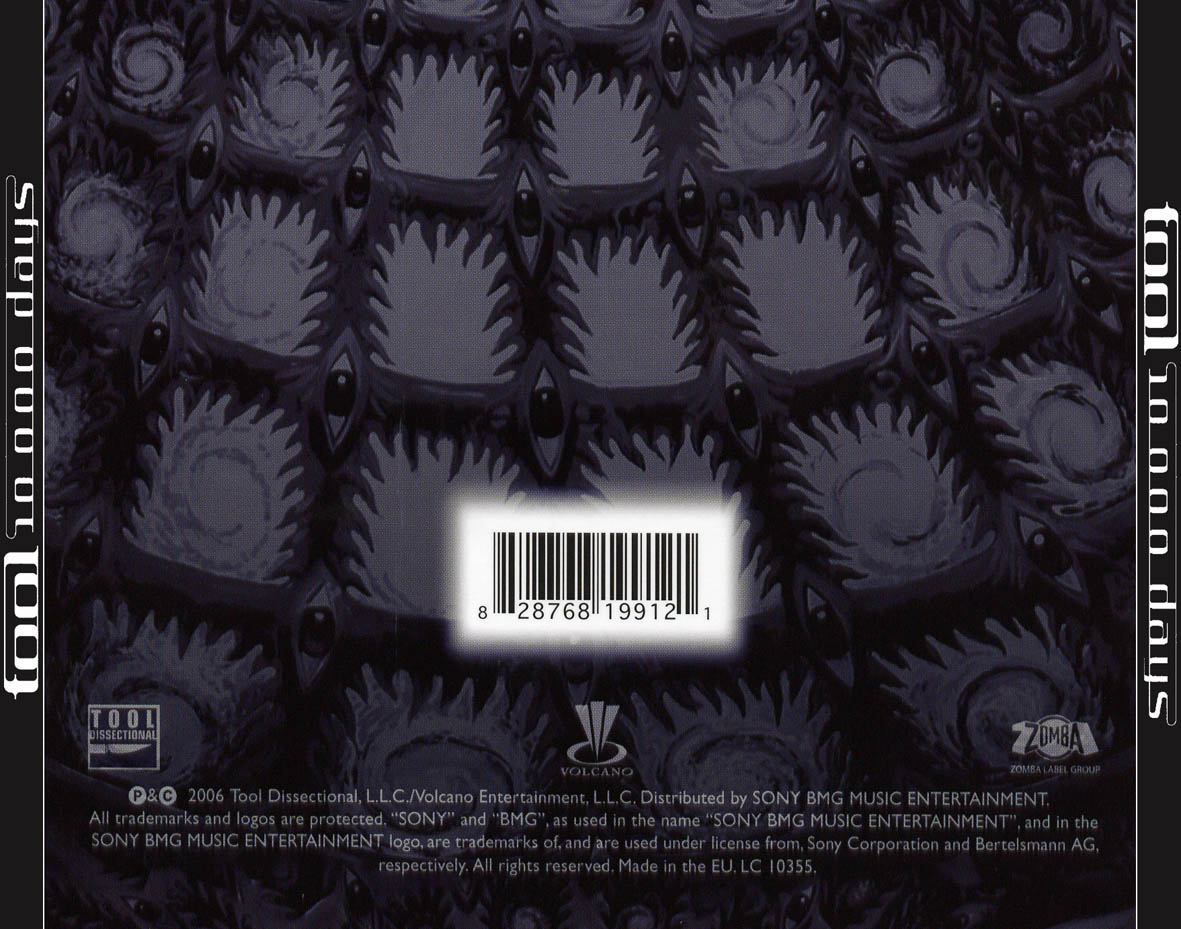 tool 10,000 days
tool 10,000 days
8 28768 19912 1
TOOL
DISSECTIONAL
VOLCANO
ZOMBA
ZOMBA LABEL GROUP
℗&© 2006 Tool Dissectional, L.L.C./Volcano Entertainment, L.L.C. Distributed by SONY BMG MUSIC ENTERTAINMENT.
All trademarks and logos are protected. “SONY” and “BMG”, as used in the name “SONY BMG MUSIC ENTERTAINMENT”, and in the
SONY BMG MUSIC ENTERTAINMENT logo, are trademarks of, and are used under license from, Sony Corporation and Bertelsmann AG,
respectively. All rights reserved. Made in the EU. LC 10355.